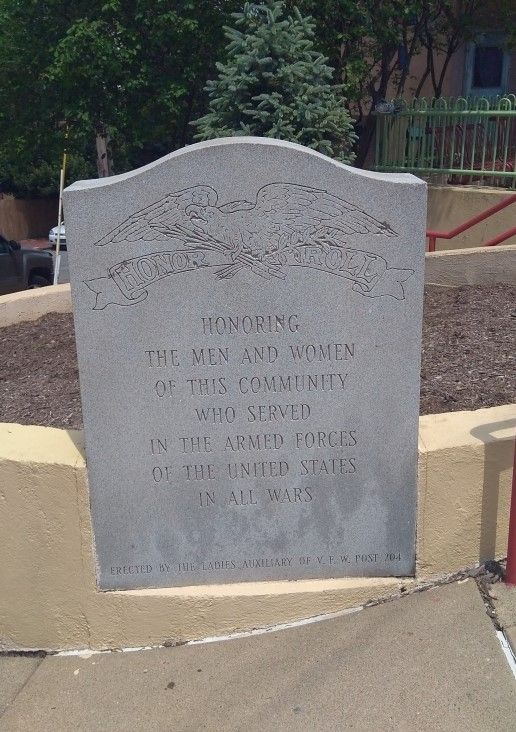 HONOR ROLL
HONORING
THE MEN AND WOMEN
OF THIS COMMUNITY
WHO SERVED
IN THE ARMED FORCES
OF THE UNITED STATES
IN ALL WARS
ERECTED BY THE LADIES AUXILIARY OF V. F. W. POST 204